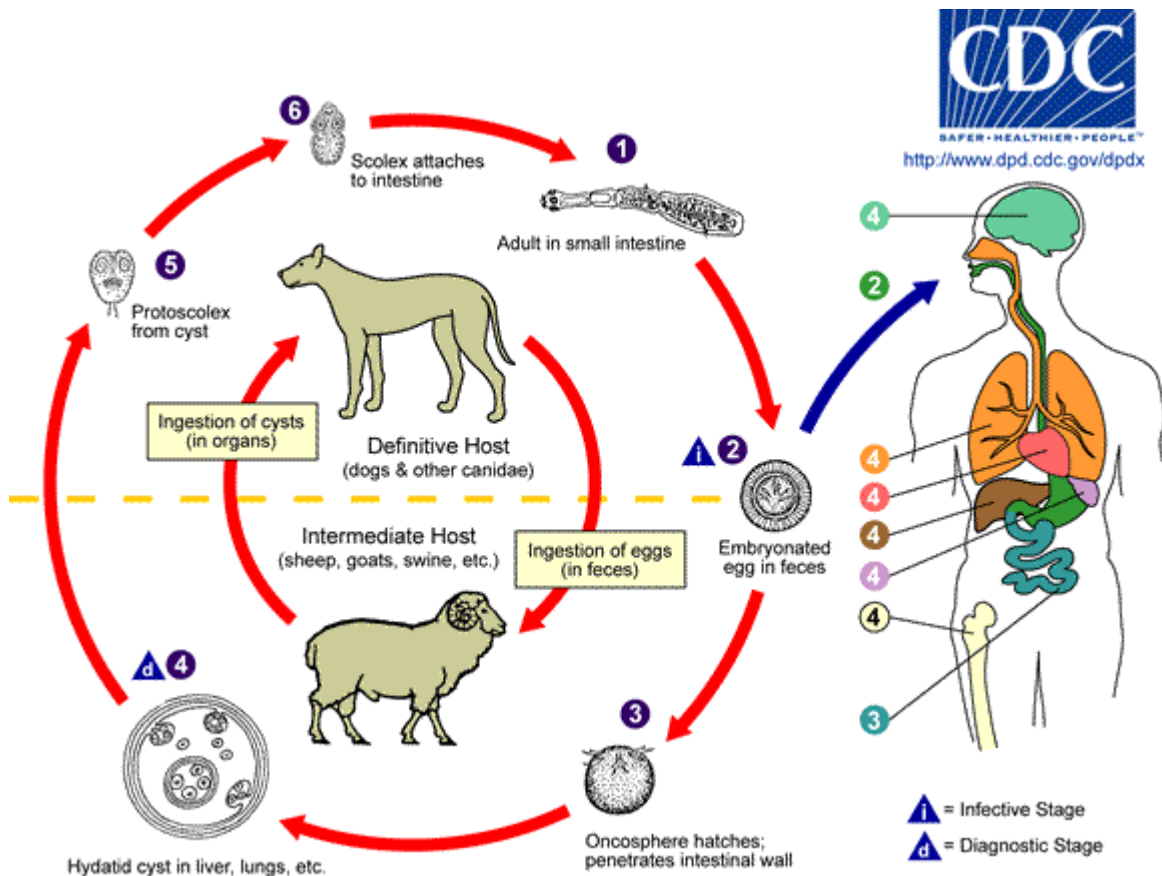 CDC
SAFER•HEALTHIER•PEOPLE™
http://www.dpd.cdc.gov/dpdx
6
Scolex attaches
to intestine
1
Adult in small intestine
5
Protoscolex
from cyst
Ingestion of cysts
(in organs)
Definitive Host
(dogs & other canidae)
Intermediate Host
(sheep, goats, swine, etc.)
Ingestion of eggs
(in feces)
i 2
Embryonated
egg in feces
d 4
Hydatid cyst in liver, lungs, etc.
3
Oncosphere hatches;
penetrates intestinal wall
4
2
4
4
4
4
4
3
i = Infective Stage
d = Diagnostic Stage